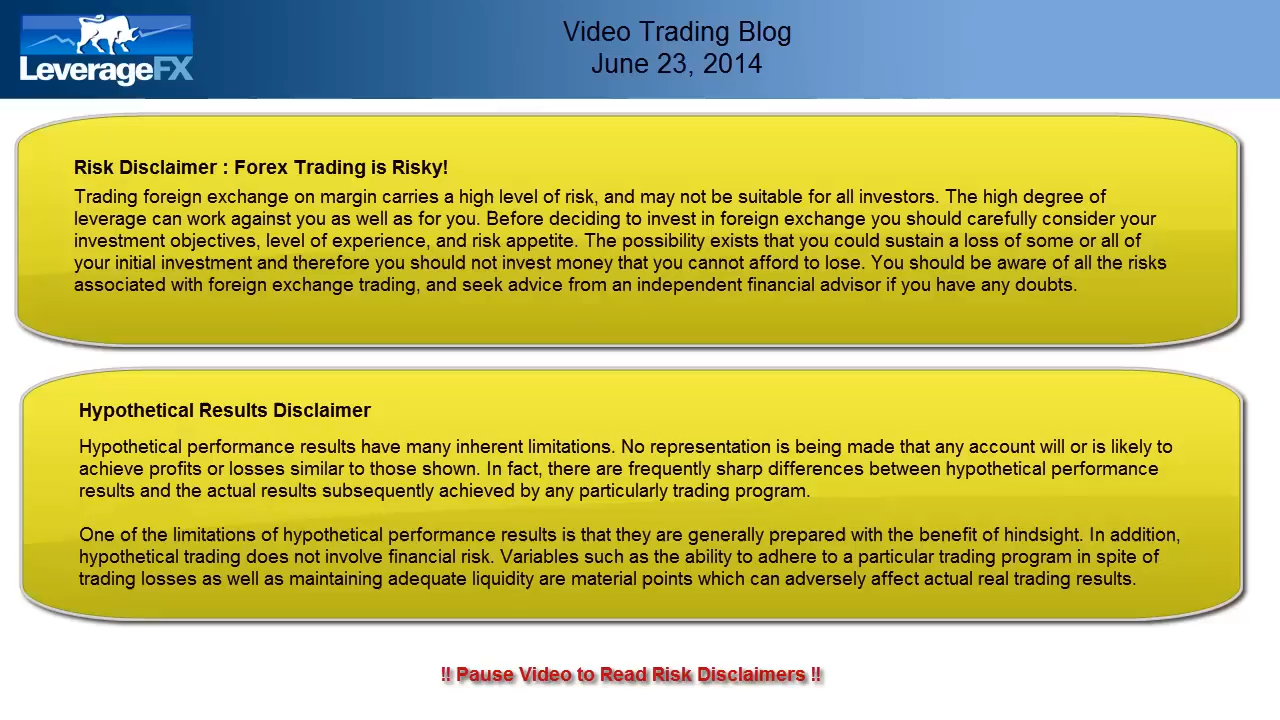 LeverageFX
Video Trading Blog
June 23, 2014
Risk Disclaimer : Forex Trading is Risky!
Trading foreign exchange on margin carries a high level of risk, and may not be suitable for all investors. The high degree of
leverage can work against you as well as for you. Before deciding to invest in foreign exchange you should carefully consider your
investment objectives, level of experience, and risk appetite. The possibility exists that you could sustain a loss of some or all of
your initial investment and therefore you should not invest money that you cannot afford to lose. You should be aware of all the risks
associated with foreign exchange trading, and seek advice from an independent financial advisor if you have any doubts.
Hypothetical Results Disclaimer
Hypothetical performance results have many inherent limitations. No representation is being made that any account will or is likely to
achieve profits or losses similar to those shown. In fact, there are frequently sharp differences between hypothetical performance
results and the actual results subsequently achieved by any particularly trading program.
One of the limitations of hypothetical performance results is that they are generally prepared with the benefit of hindsight. In addition,
hypothetical trading does not involve financial risk. Variables such as the ability to adhere to a particular trading program in spite of
trading losses as well as maintaining adequate liquidity are material points which can adversely affect actual real trading results.
!! Pause Video to Read Risk Disclaimers !!